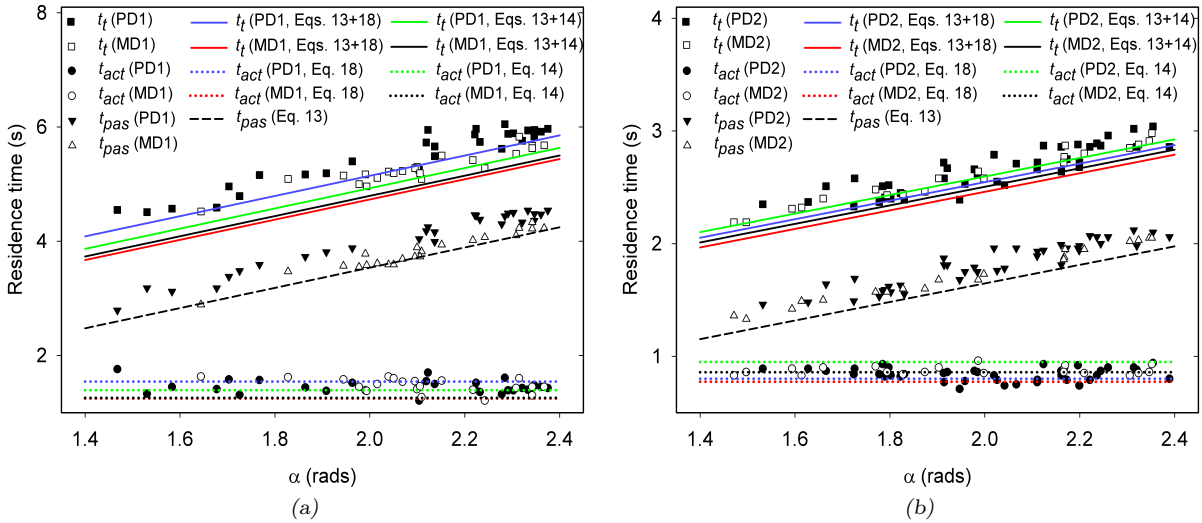 t_t (PD1) t_t (PD1, Eqs. 13+18) t_t (PD1, Eqs. 13+14)
t_t (MD1) t_t (MD1, Eqs. 13+18) t_t (MD1, Eqs. 13+14)
t_act (PD1) t_act (PD1, Eq. 18) t_act (PD1, Eq. 14)
t_act (MD1) t_act (MD1, Eq. 18) t_act (MD1, Eq. 14)
t_pas (PD1) t_pas (Eq. 13)
t_pas (MD1)
8
6
4
2
Residence time (s)
1.4 1.6 1.8 2.0 2.2 2.4
α (rads)
(a)
t_t (PD2) t_t (PD2, Eqs. 13+18) t_t (PD2, Eqs. 13+14)
t_t (MD2) t_t (MD2, Eqs. 13+18) t_t (MD2, Eqs. 13+14)
t_act (PD2) t_act (PD2, Eq. 18) t_act (PD2, Eq. 14)
t_act (MD2) t_act (MD2, Eq. 18) t_act (MD2, Eq. 14)
t_pas (PD2) t_pas (Eq. 13)
t_pas (MD2)
4
3
2
1
Residence time (s)
1.4 1.6 1.8 2.0 2.2 2.4
α (rads)
(b)